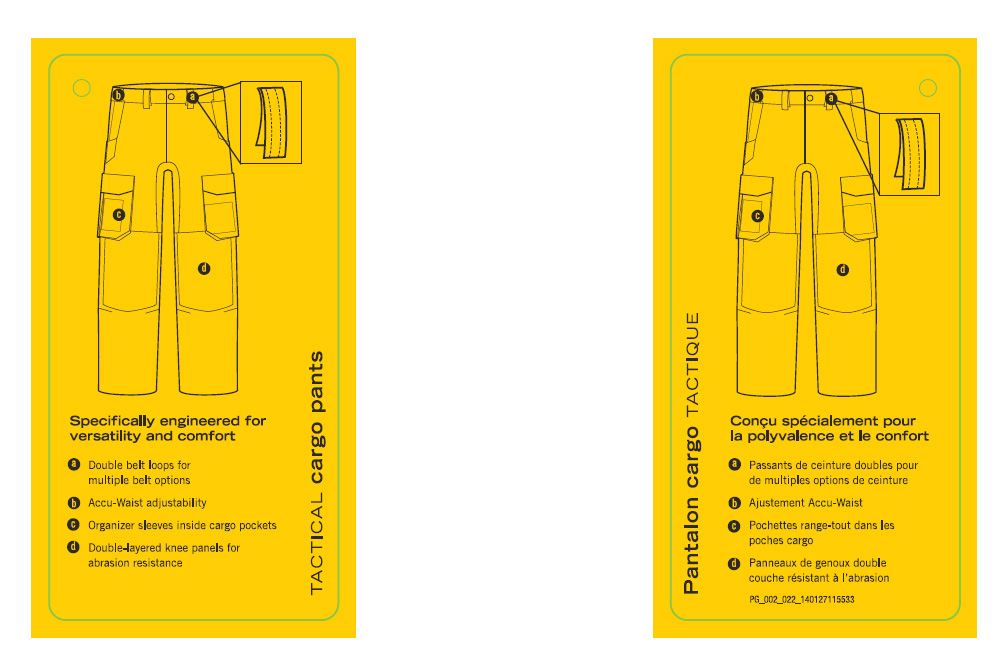 b
a
c
d
TACTICAL cargo pants
Specifically engineered for
versatility and comfort
a Double belt loops for
multiple belt options
b Accu-Waist adjustability
c Organizer sleeves inside cargo pockets
d Double-layered knee panels for
abrasion resistance
b
a
c
d
Pantalon cargo TACTIQUE
Conçu spécialement pour
la polyvalence et le confort
a Passants de ceinture doubles pour
de multiples options de ceinture
b Ajustement Accu-Waist
c Pochettes range-tout dans les
poches cargo
d Panneaux de genoux double
couche résistant à l'abrasion
PG_002_022_140127115533